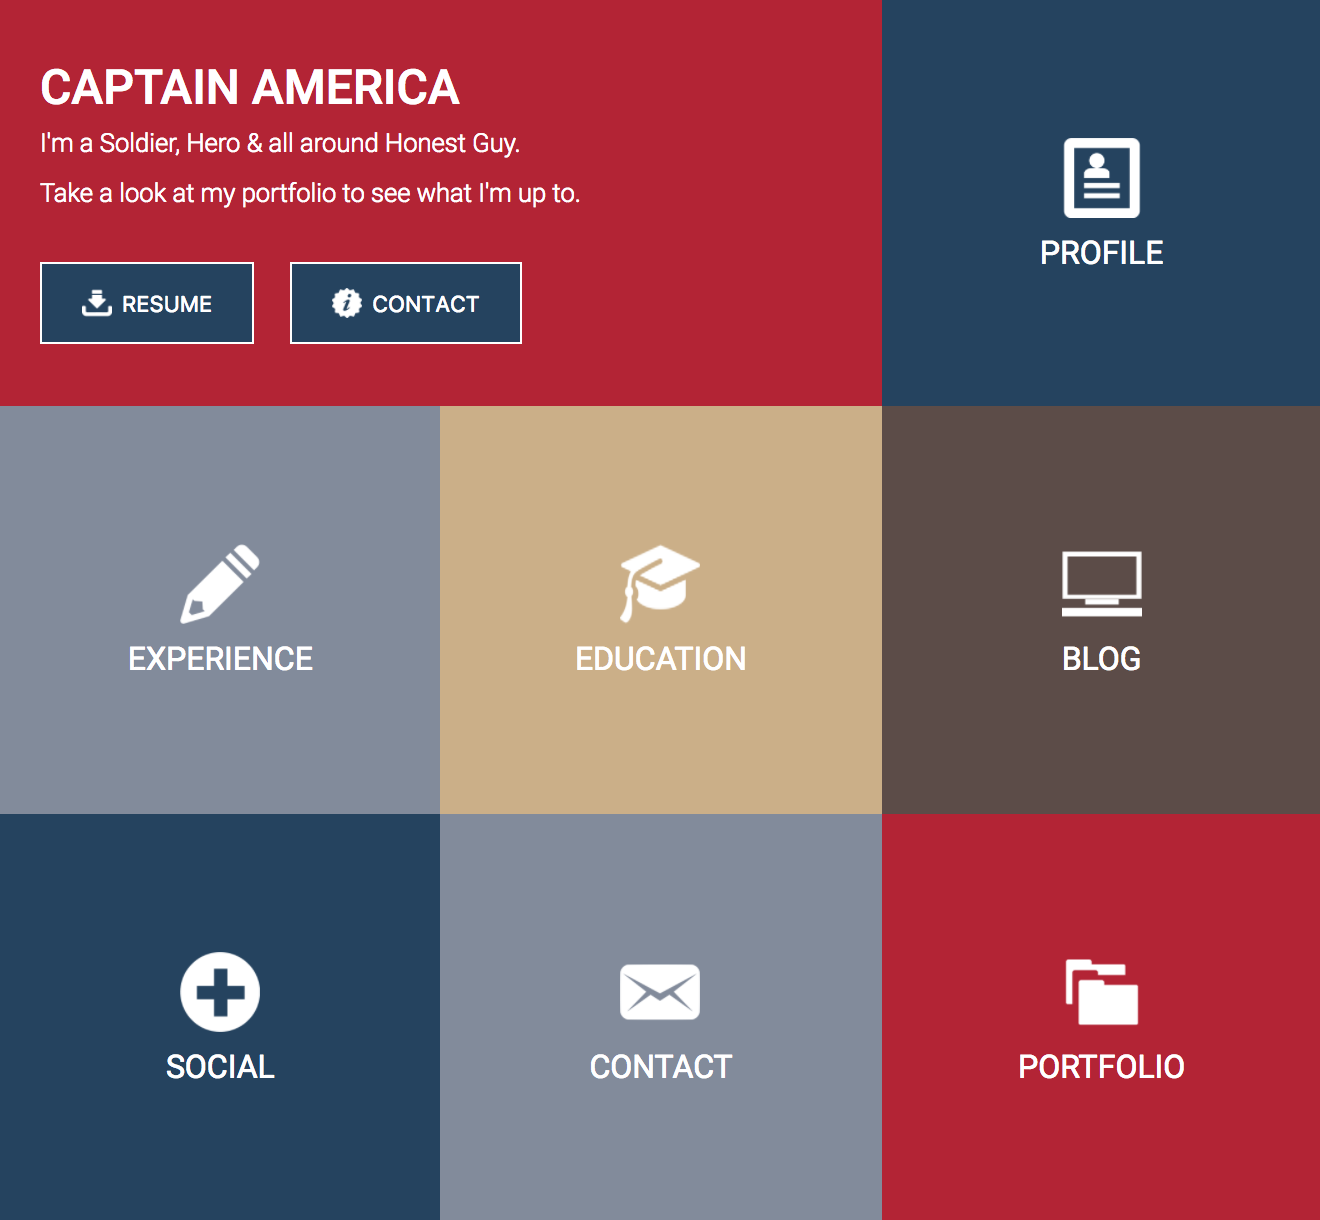 CAPTAIN AMERICA
I'm a Soldier, Hero & all around Honest Guy.
Take a look at my portfolio to see what I'm up to.
RESUME
CONTACT
PROFILE
EXPERIENCE
EDUCATION
BLOG
SOCIAL
CONTACT
PORTFOLIO